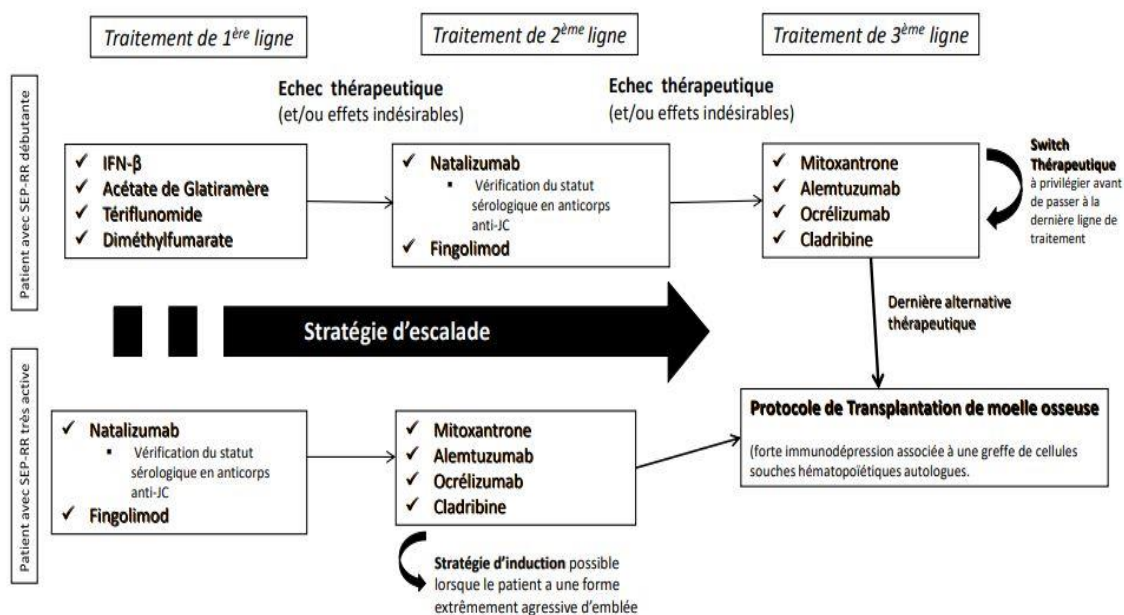 Traitement de 1ère ligne
Traitement de 2ème ligne
Traitement de 3ème ligne
Patient avec SEP-RR débutante
Echec thérapeutique
(et/ou effets indésirables)
Echec thérapeutique
(et/ou effets indésirables)
✓ IFN-β
✓ Acétate de Glatiramère
✓ Tériflunomide
✓ Diméthylfumarate
✓ Natalizumab
▪ Vérification du statut
sérologique en anticorps
anti-JC
✓ Fingolimod
✓ Mitoxantrone
✓ Alemtuzumab
✓ Ocrélizumab
✓ Cladribine
Switch
Thérapeutique
à privilégier avant
de passer à la
dernière ligne de
traitement
Stratégie d'escalade
Dernière alternative
thérapeutique
Patient avec SEP-RR très active
✓ Natalizumab
▪ Vérification du statut
sérologique en anticorps
anti-JC
✓ Fingolimod
✓ Mitoxantrone
✓ Alemtuzumab
✓ Ocrélizumab
✓ Cladribine
Protocole de Transplantation de moelle osseuse
(forte immunodépression associée à une greffe de cellules
souches hématopoïétiques autologues.
Stratégie d'induction possible
lorsque le patient a une forme
extrêmement agressive d'emblée